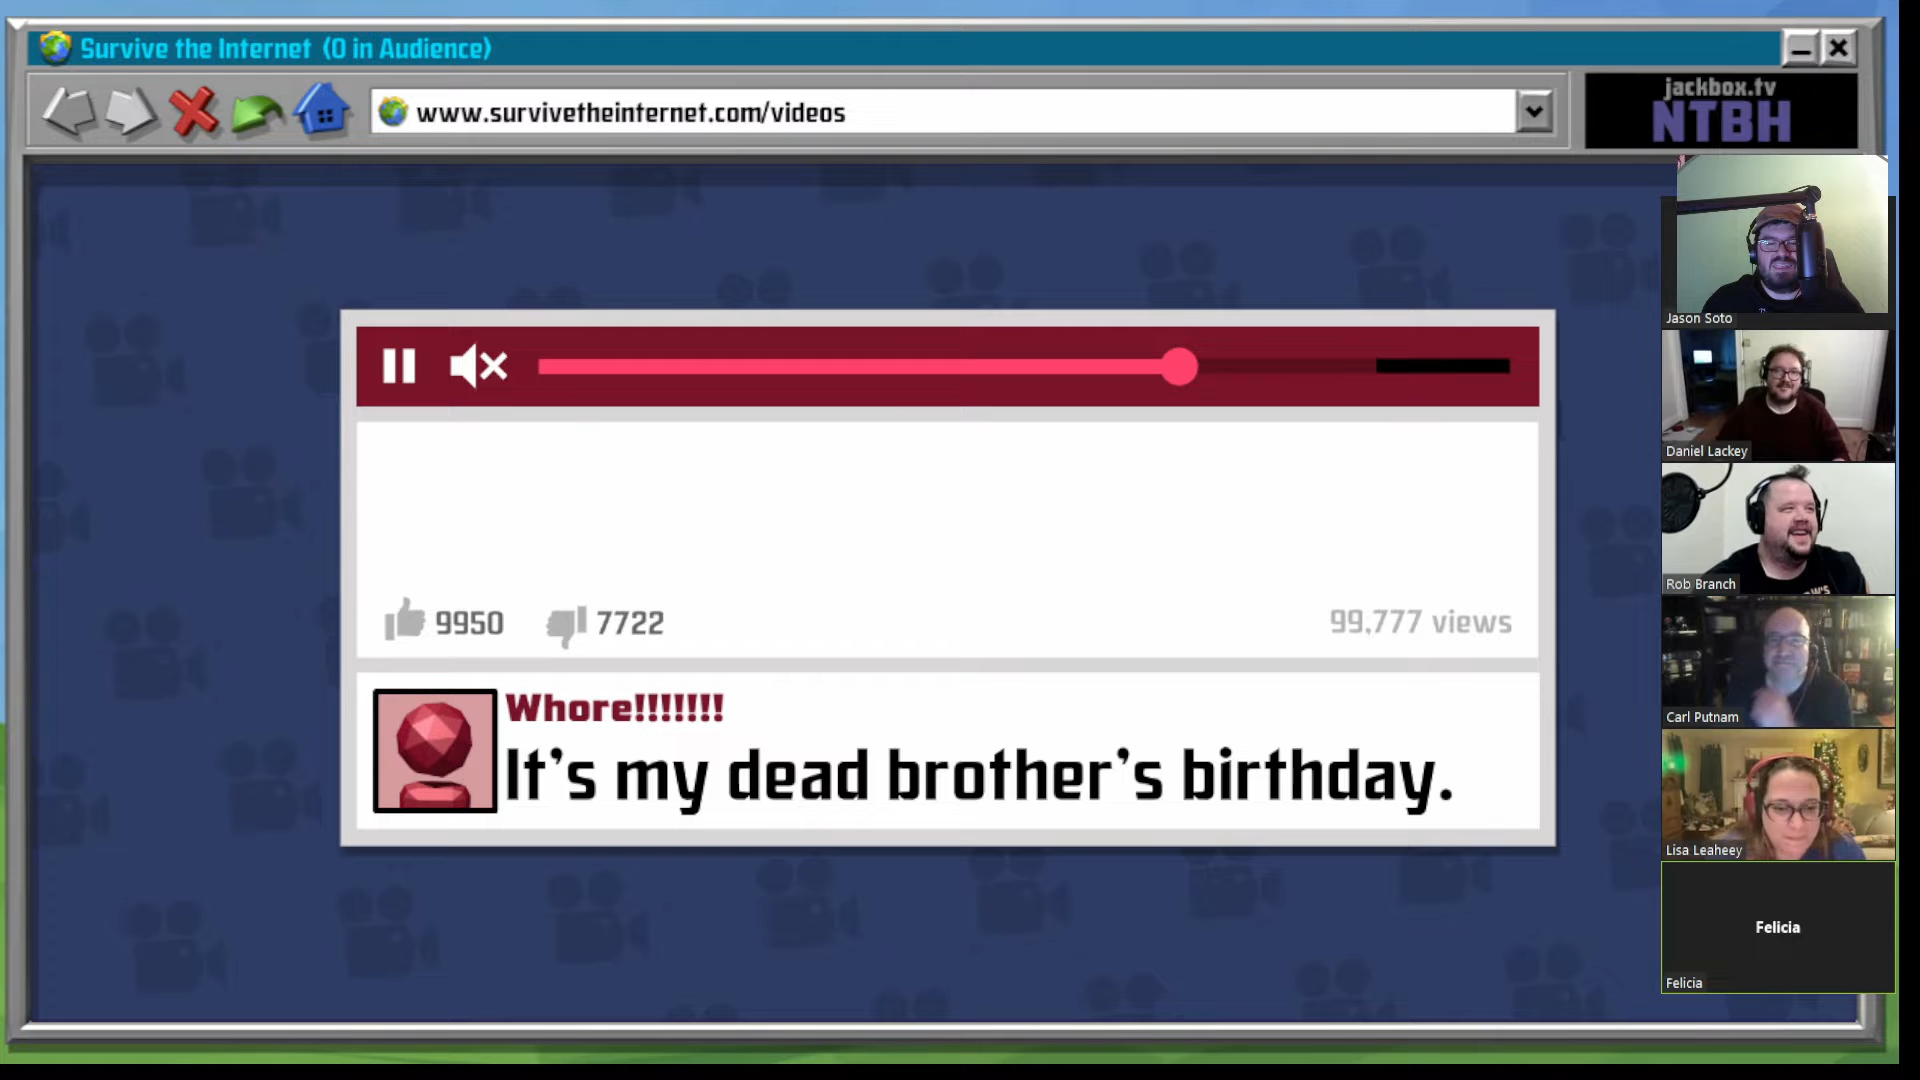 Survive the Internet (0 in Audience)
www.survivetheinternet.com/videos
jackbox.tv
NTBH
Jason Soto
Daniel Lackey
Rob Branch
Carl Putnam
Lisa Leaheey
Felicia
Felicia
9950
7722
99,777 views
Whore!!!!!!!
It's my dead brother's birthday.